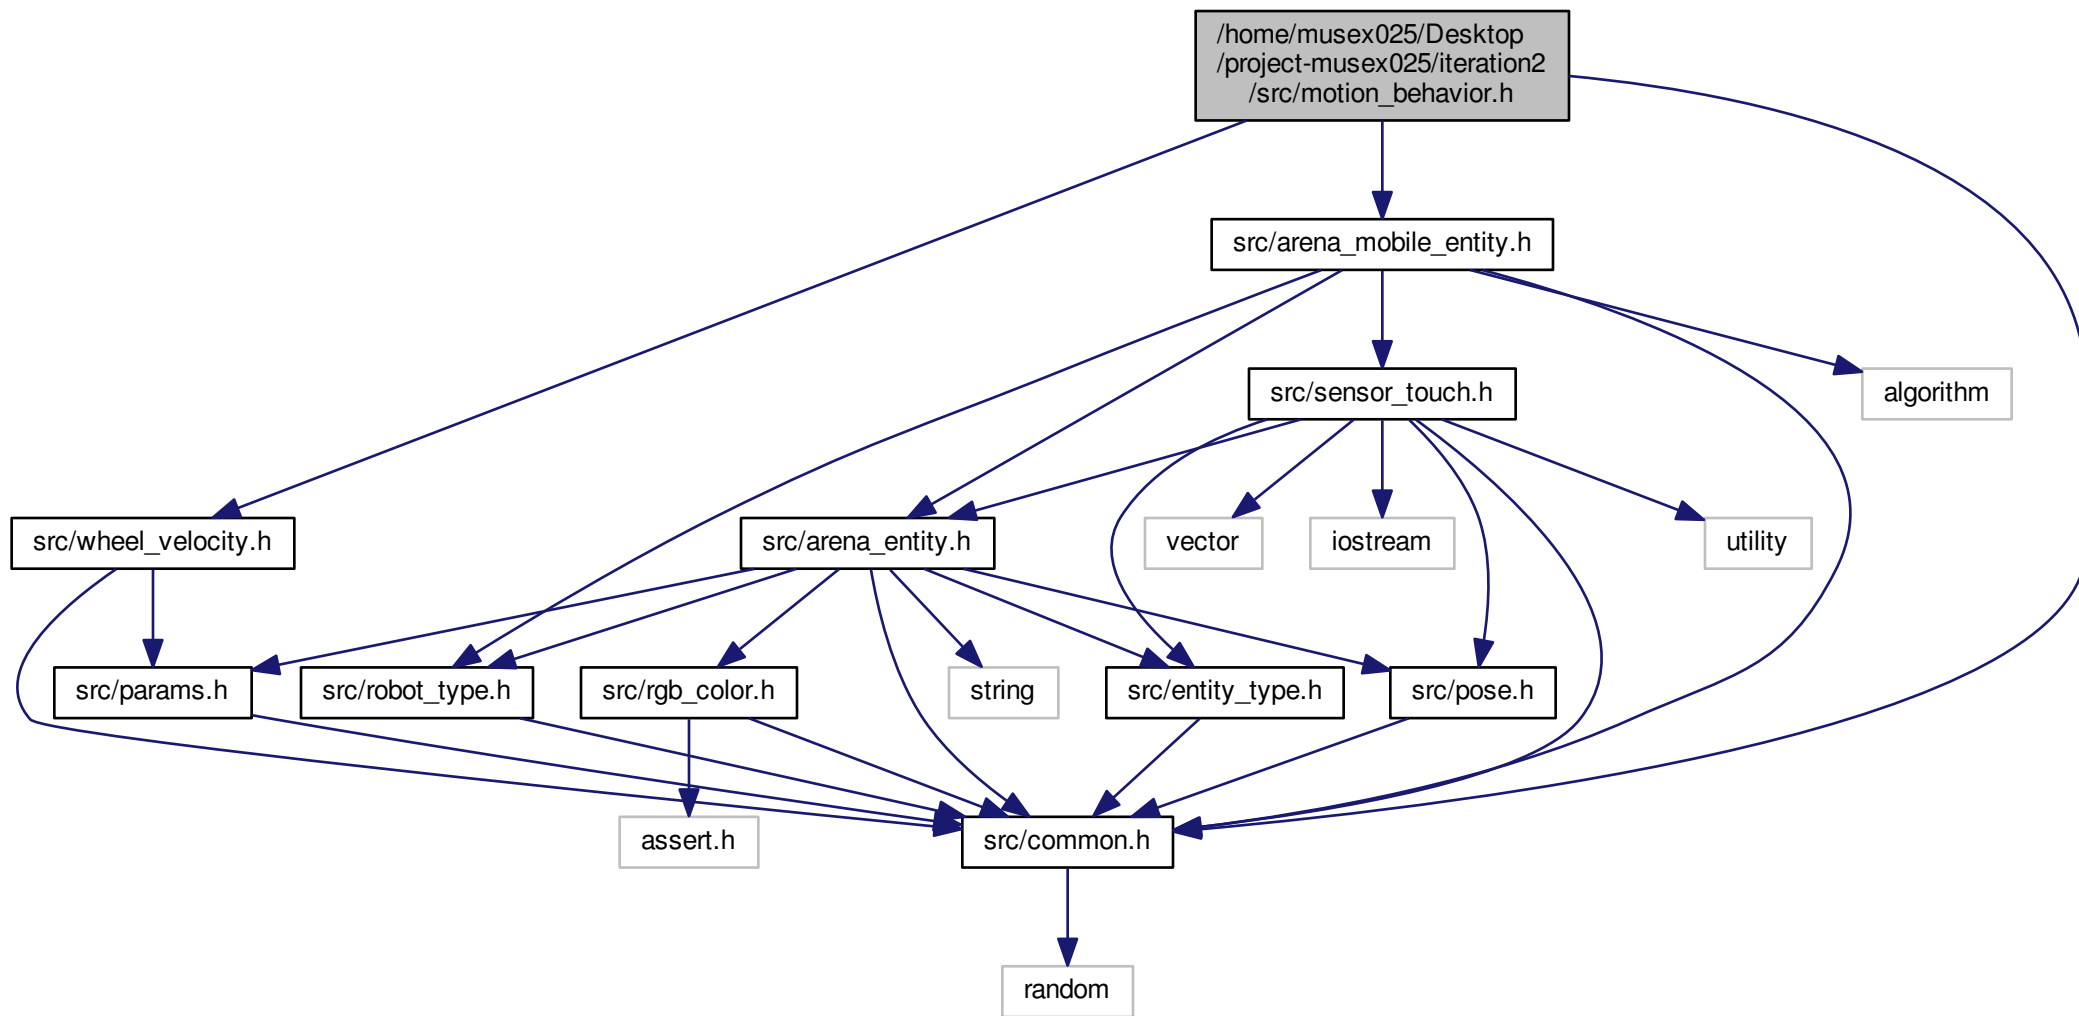 /home/musex025/Desktop
/project-musex025/iteration2
/src/motion_behavior.h
src/arena_mobile_entity.h
src/sensor_touch.h
algorithm
src/wheel_velocity.h
src/arena_entity.h
vector
iostream
utility
src/params.h
src/robot_type.h
src/rgb_color.h
string
src/entity_type.h
src/pose.h
assert.h
src/common.h
random